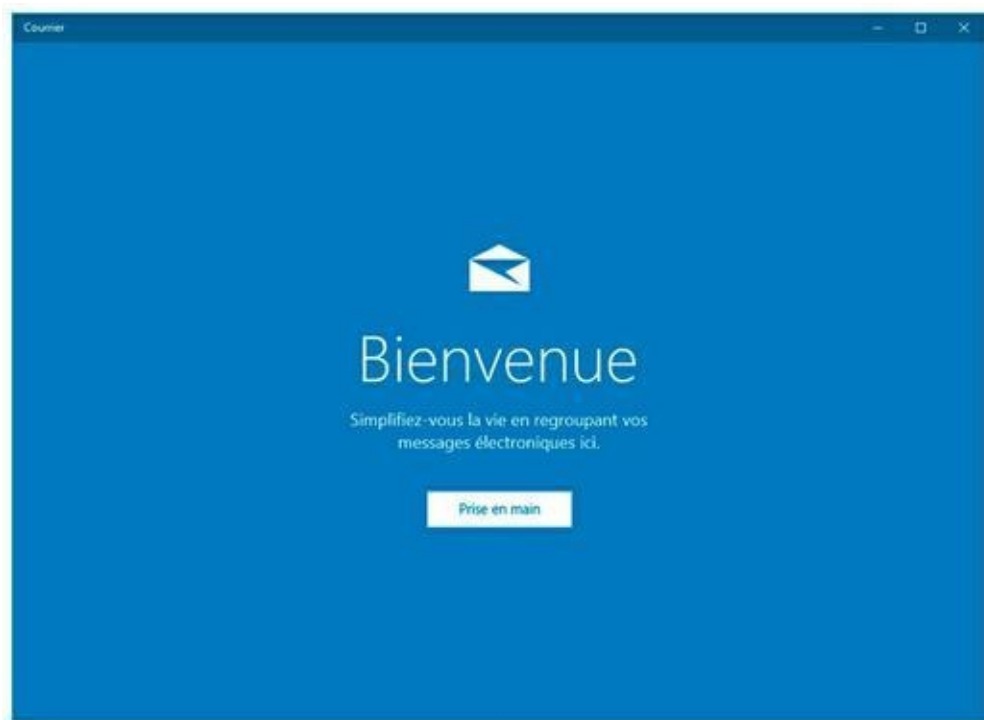 Courrier
Bienvenue
Simplifiez-vous la vie en regroupant vos
messages électroniques ici.
Prise en main